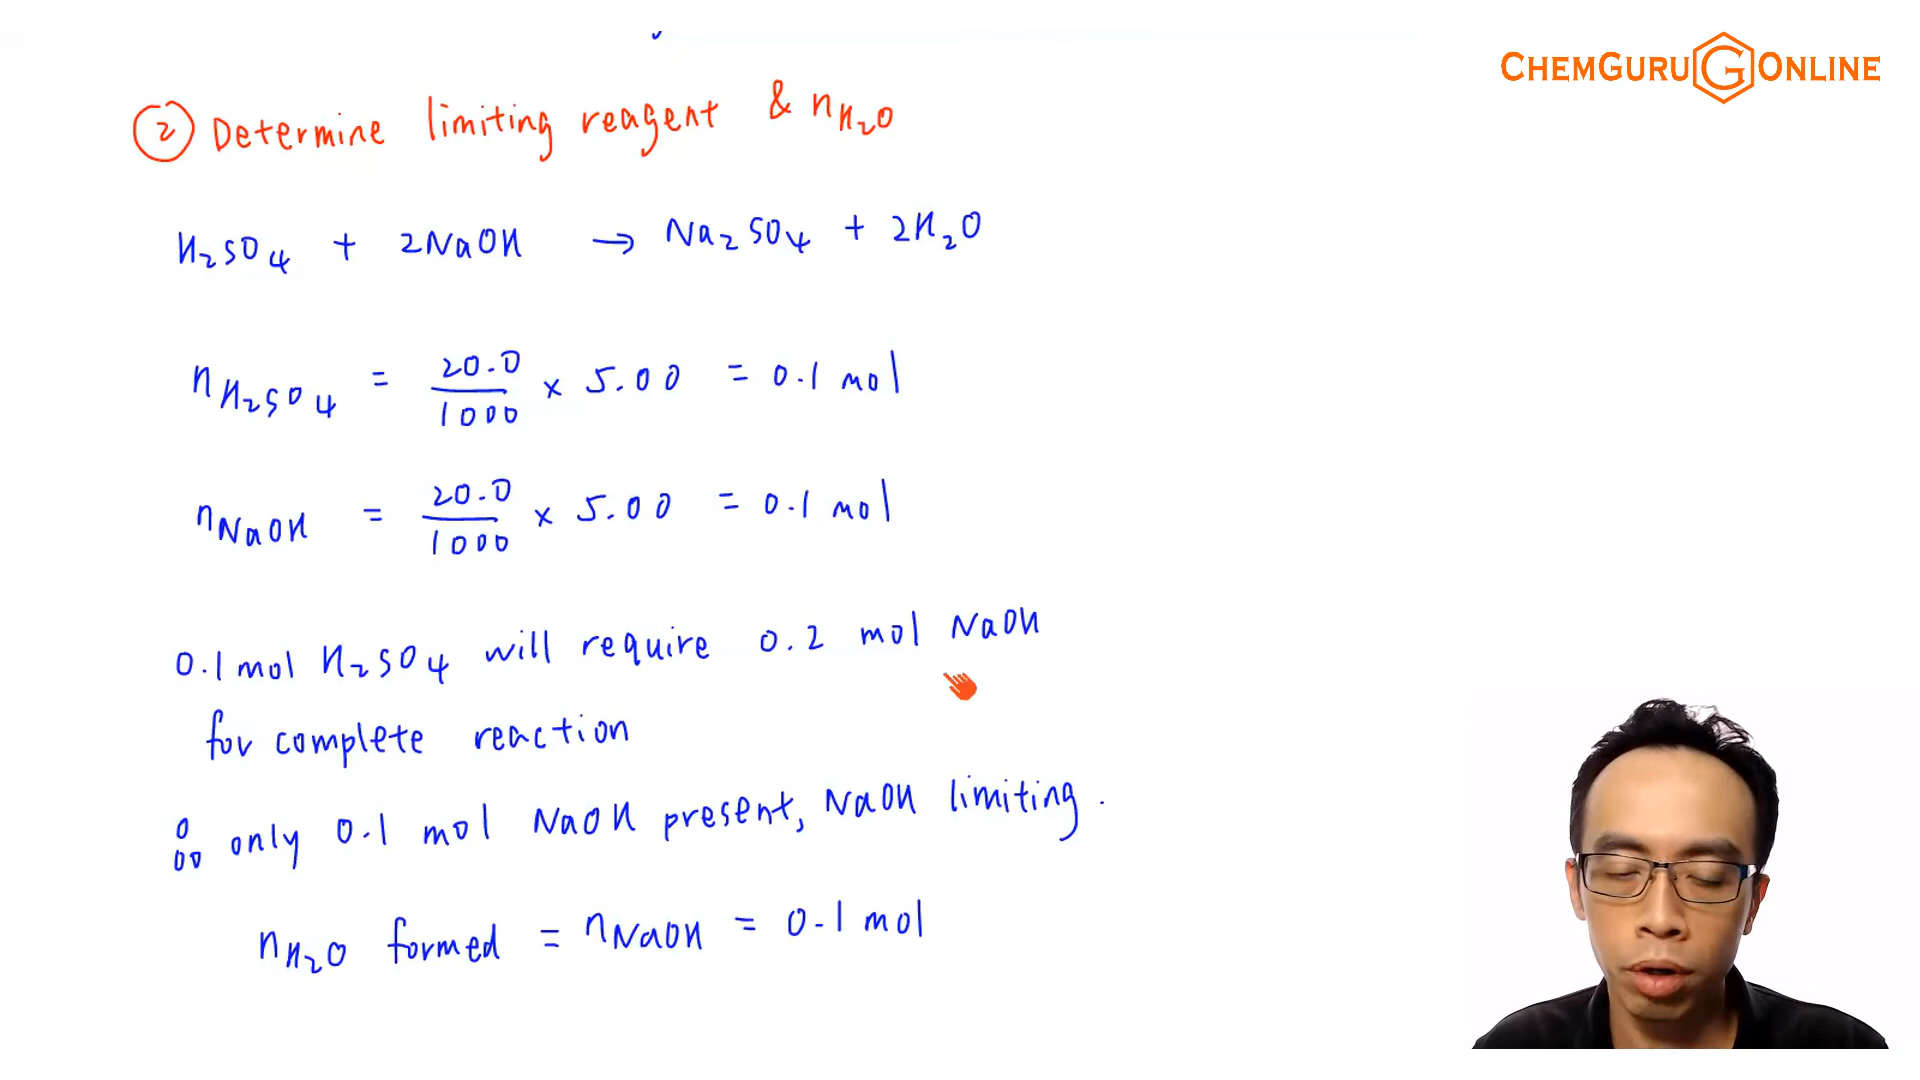 CHEMGURU G ONLINE
② Determine limiting reagent & nH₂O
H₂SO₄ + 2NaOH → Na₂SO₄ + 2H₂O
nH₂SO₄ = 20.0/1000 × 5.00 = 0.1 mol
nNaOH = 20.0/1000 × 5.00 = 0.1 mol
0.1 mol H₂SO₄ will require 0.2 mol NaOH
for complete reaction
∴ only 0.1 mol NaOH present, NaOH limiting.
nH₂O formed = nNaOH = 0.1 mol